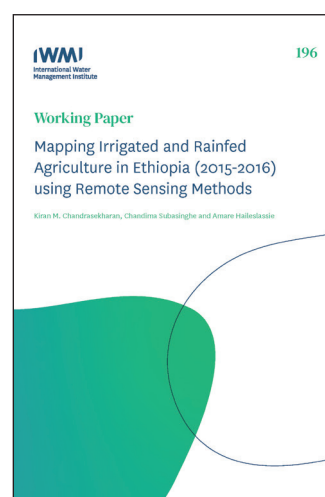 IWMI
International Water
Management Institute
196
Working Paper
Mapping Irrigated and Rainfed
Agriculture in Ethiopia (2015-2016)
using Remote Sensing Methods
Kiran M. Chandrasekharan, Chandima Subasinghe and Amare Haileslassie